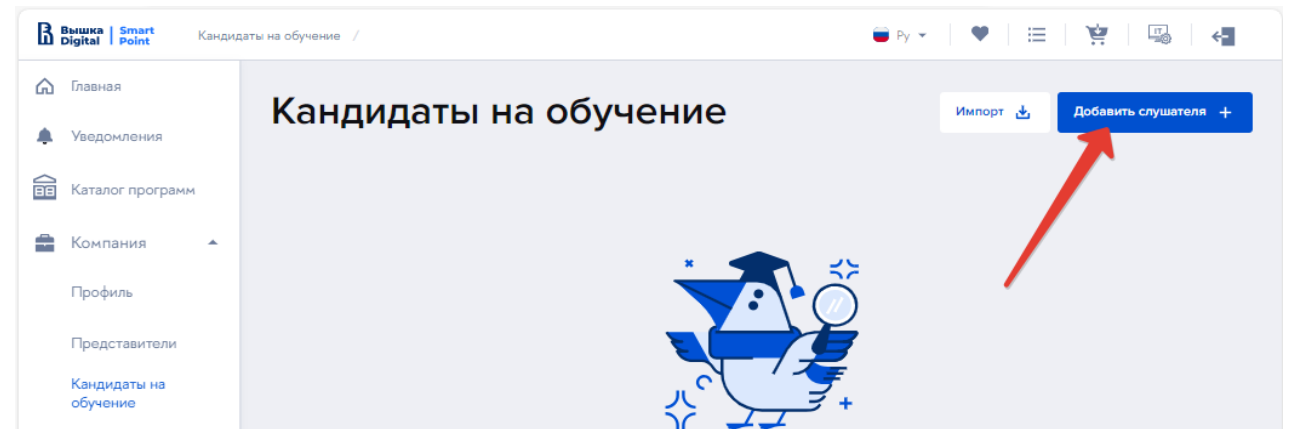 Вышка | Smart
Digital | Point
Кандидаты на обучение /
Ру
IT
Главная
Кандидаты на обучение
Импорт
Добавить слушателя +
Уведомления
Каталог программ
Компания
Профиль
Представители
Кандидаты на
обучение